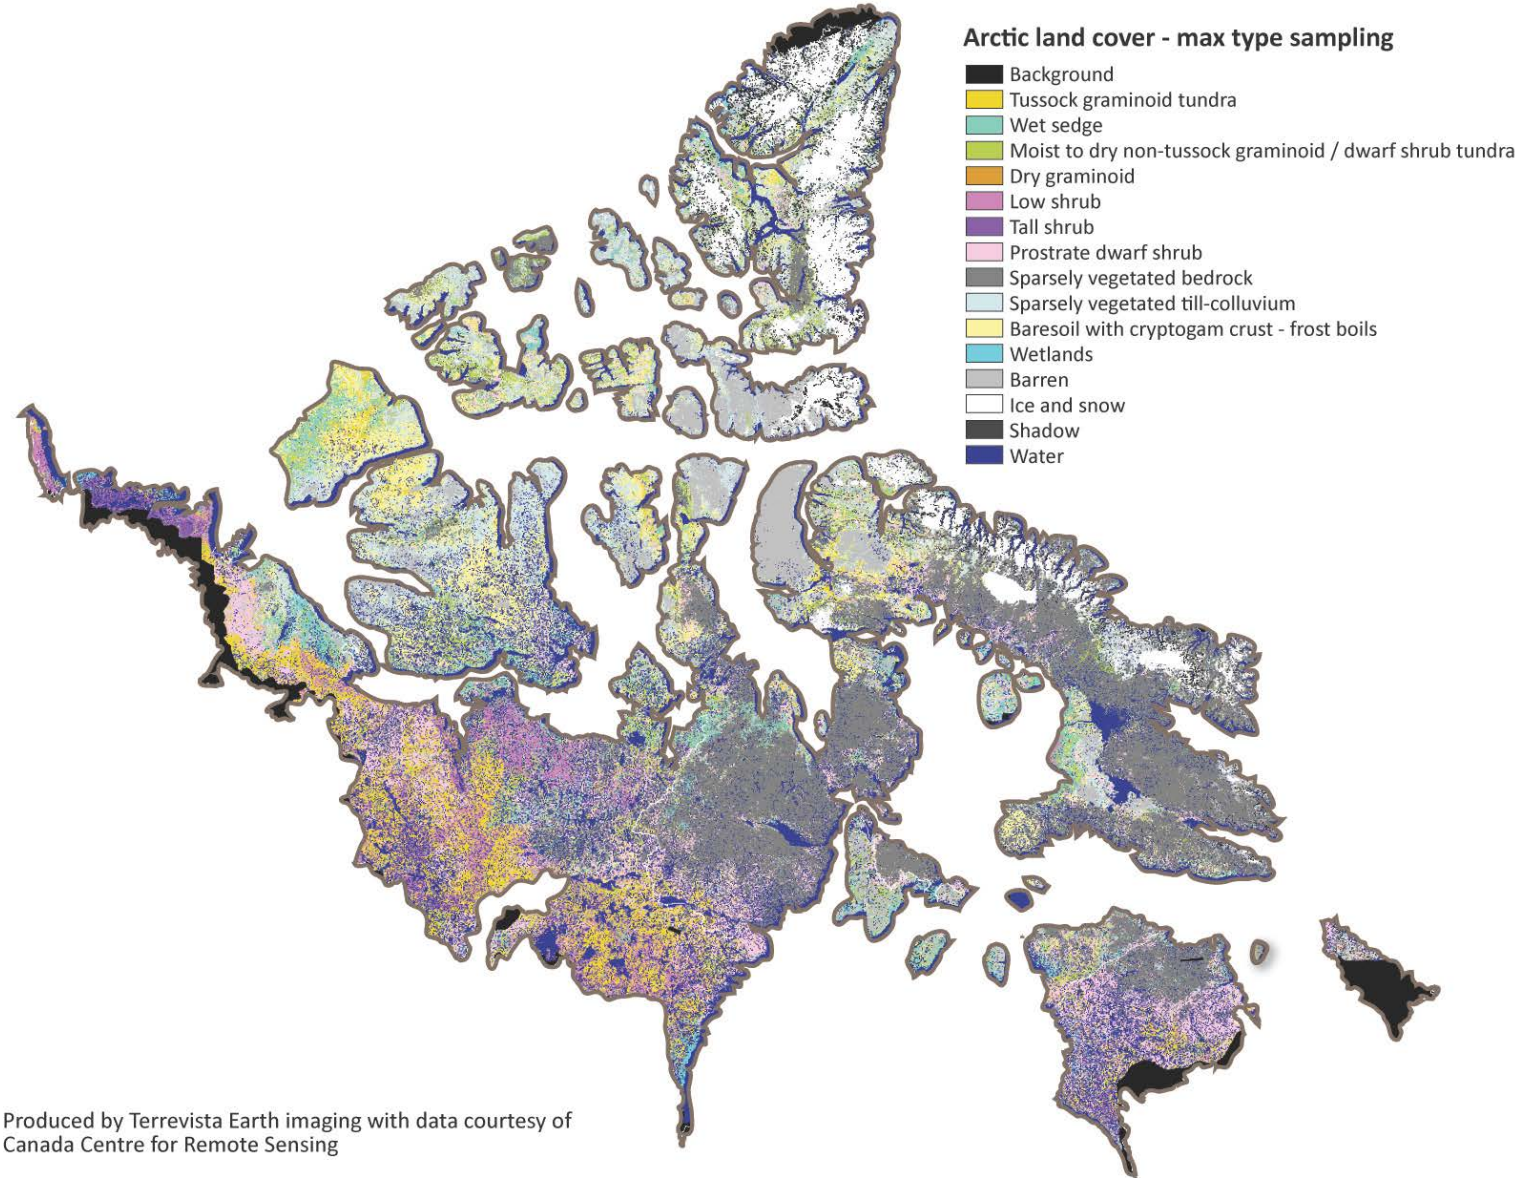 Arctic land cover - max type sampling
Background
Tussock graminoid tundra
Wet sedge
Moist to dry non-tussock graminoid / dwarf shrub tundra
Dry graminoid
Low shrub
Tall shrub
Prostrate dwarf shrub
Sparsely vegetated bedrock
Sparsely vegetated till-colluvium
Baresoil with cryptogam crust - frost boils
Wetlands
Barren
Ice and snow
Shadow
Water
Produced by Terrevista Earth imaging with data courtesy of
Canada Centre for Remote Sensing